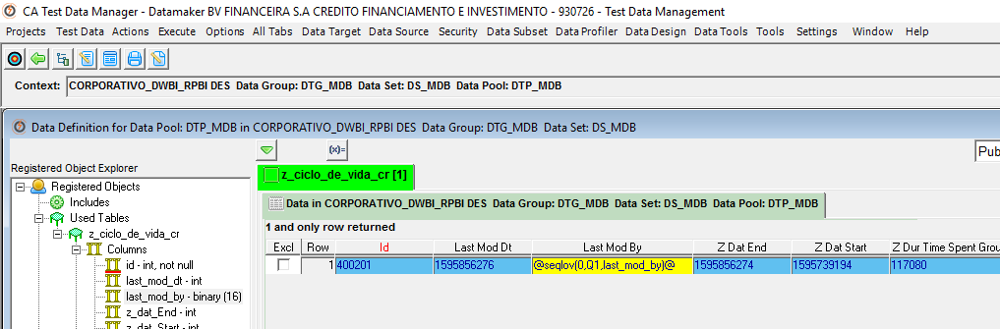 CA Test Data Manager - Datamaker BV FINANCEIRA S.A CREDITO FINANCIAMENTO E INVESTIMENTO - 930726 - Test Data Management
Projects Test Data Actions Execute Options All Tabs Data Target Data Source Security Data Subset Data Profiler Data Design Data Tools Tools Settings Window Help
Context: CORPORATIVO_DWBI_RPBI DES Data Group: DTG_MDB Data Set: DS_MDB Data Pool: DTP_MDB
Data Definition for Data Pool: DTP_MDB in CORPORATIVO_DWBI_RPBI DES Data Group: DTG_MDB Data Set: DS_MDB
(x)=
Pub
Registered Object Explorer
Registered Objects
Includes
Used Tables
z_ciclo_de_vida_cr
Columns
id - int, not null
last_mod_dt - int
last_mod_by - binary (16)
z_dat_End - int
z_dat_Start - int
z_ciclo_de_vida_cr [1]
Data in CORPORATIVO_DWBI_RPBI DES Data Group: DTG_MDB Data Set: DS_MDB Data Pool: DTP_MDB
1 and only row returned
Excl Row Id Last Mod Dt Last Mod By Z Dat End Z Dat Start Z Dur Time Spent Grou
1 400201 1595856276 @seqlov(0,Q1,last_mod_by)@ 1595856274 1595739194 117080